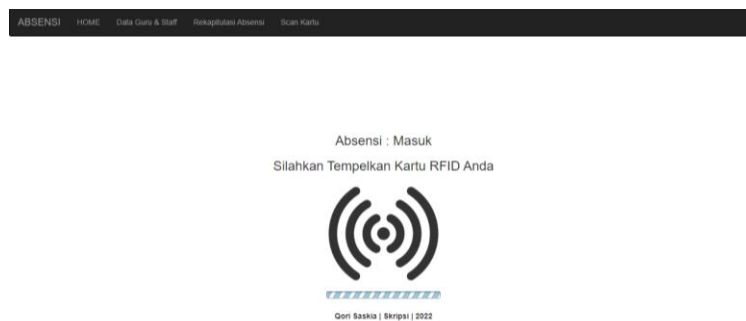 ABSENSI HOME Data Guru & Staff Rekapitulasi Absensi Scan Kartu
Absensi : Masuk
Silahkan Tempelkan Kartu RFID Anda
Qori Saskia | Skripsi | 2022